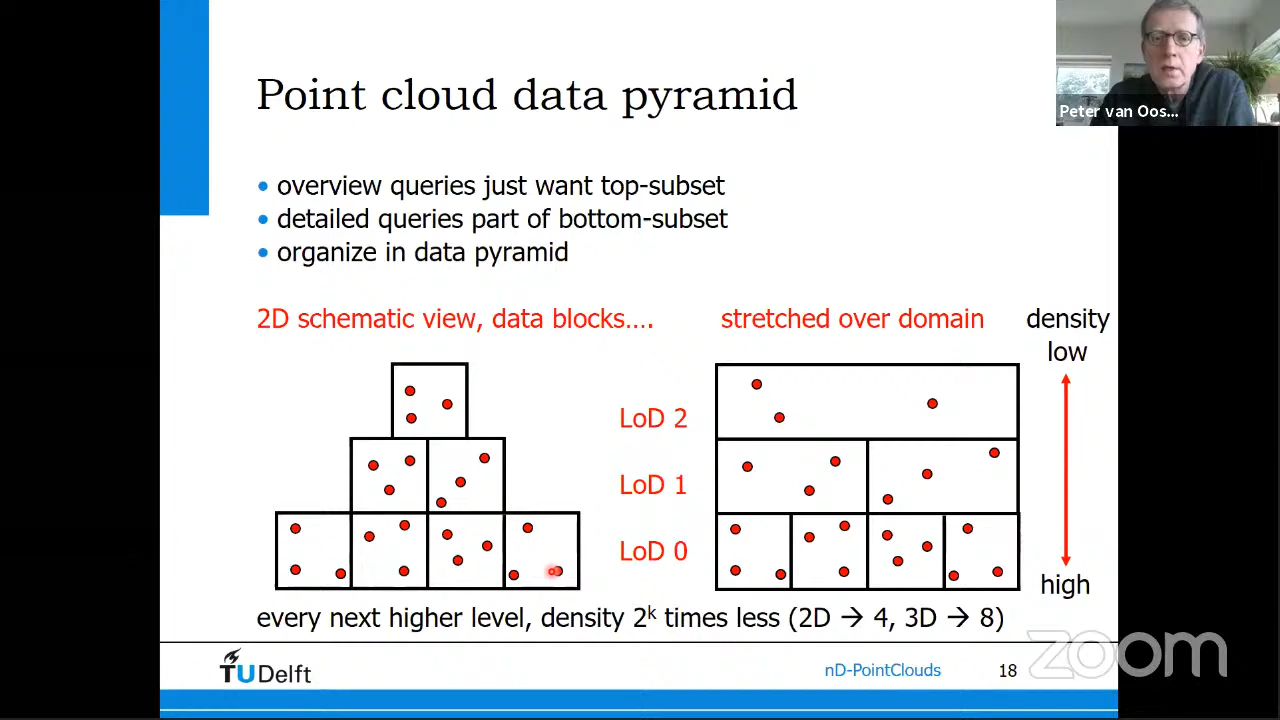 Point cloud data pyramid
Peter van Oos...
• overview queries just want top-subset
• detailed queries part of bottom-subset
• organize in data pyramid
2D schematic view, data blocks….
stretched over domain
density
low
LoD 2
LoD 1
LoD 0
high
every next higher level, density 2ᵏ times less (2D → 4, 3D → 8)
TUDelft
nD-PointClouds
18
zoom